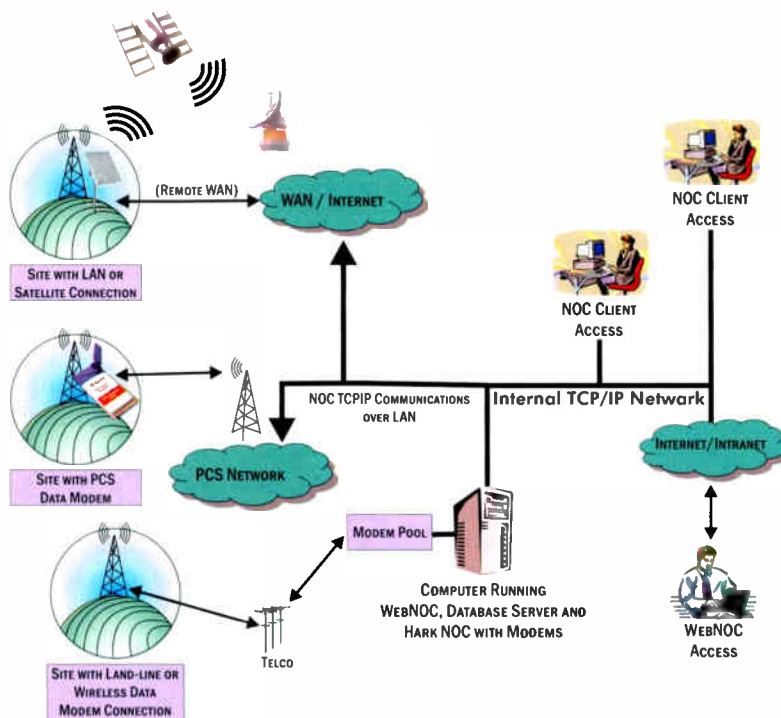 (Remote WAN)
WAN / Internet
NOC CLient
Access
Site with LAN or
Satellite Connection
NOC Client
Access
NOC TCPIP Communications
over LAN
Internal TCP/IP Network
Internet/Intranet
PCS Network
Site with PCS
Data Modem
Modem Pool
Computer Running
WebNOC, Database Server and
Hark NOC with Modems
WebNOC
Access
Telco
Site with Land-line or
Wireless Data
Modem Connection